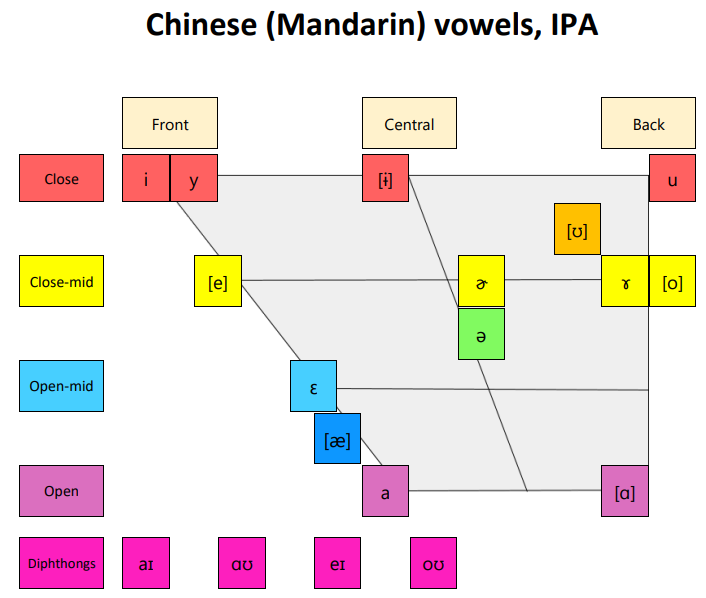 Chinese (Mandarin) vowels, IPA
Front Central Back
Close i y [ɨ] u
[ʊ]
Close-mid [e] ɚ ɤ [o]
ə
Open-mid ɛ
[æ]
Open a [ɑ]
Diphthongs aɪ ɑʊ eɪ oʊ